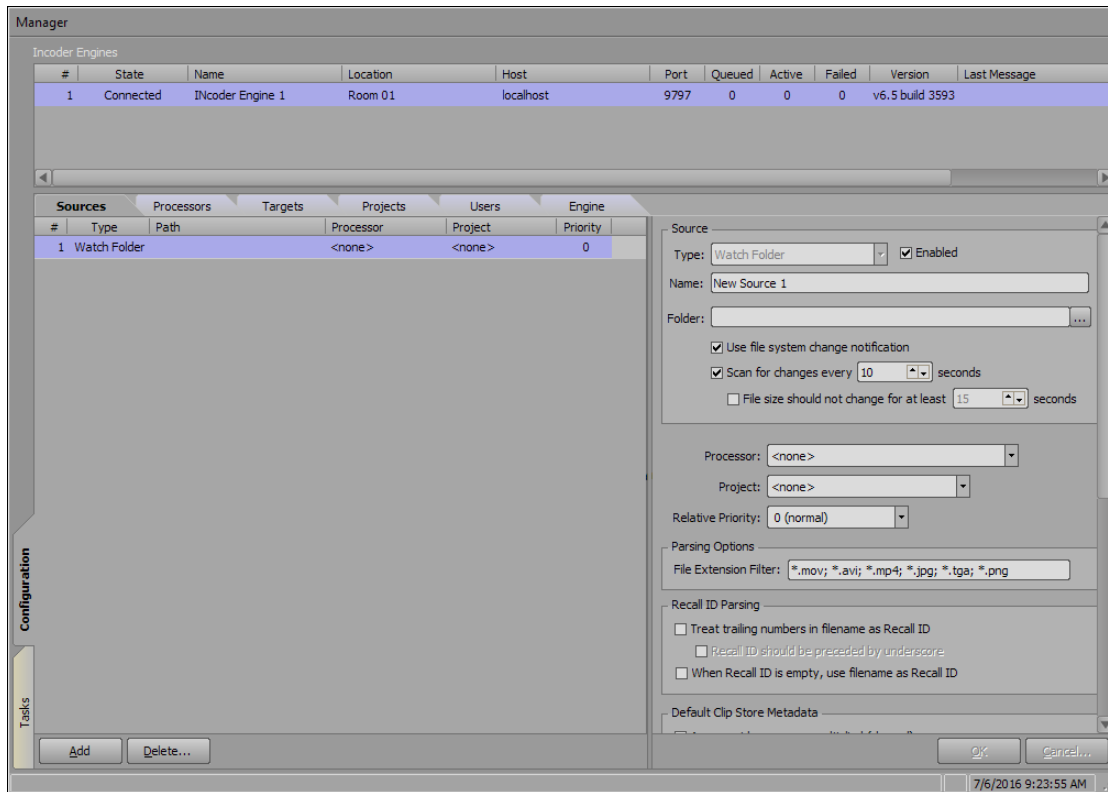 Manager
Incoder Engines
# State Name Location Host Port Queued Active Failed Version Last Message
1 Connected INcoder Engine 1 Room 01 localhost 9797 0 0 0 v6.5 build 3593
Sources Processors Targets Projects Users Engine
# Type Path Processor Project Priority
1 Watch Folder <none> <none> 0
Source
Type: Watch Folder Enabled
Name: New Source 1
Folder: ...
Use file system change notification
Scan for changes every 10 seconds
File size should not change for at least 15 seconds
Processor: <none>
Project: <none>
Relative Priority: 0 (normal)
Parsing Options
File Extension Filter: *.mov; *.avi; *.mp4; *.jpg; *.tga; *.png
Recall ID Parsing
Treat trailing numbers in filename as Recall ID
Recall ID should be preceded by underscore
When Recall ID is empty, use filename as Recall ID
Default Clip Store Metadata
Configuration
Tasks
Add Delete... OK Cancel...
7/6/2016 9:23:55 AM